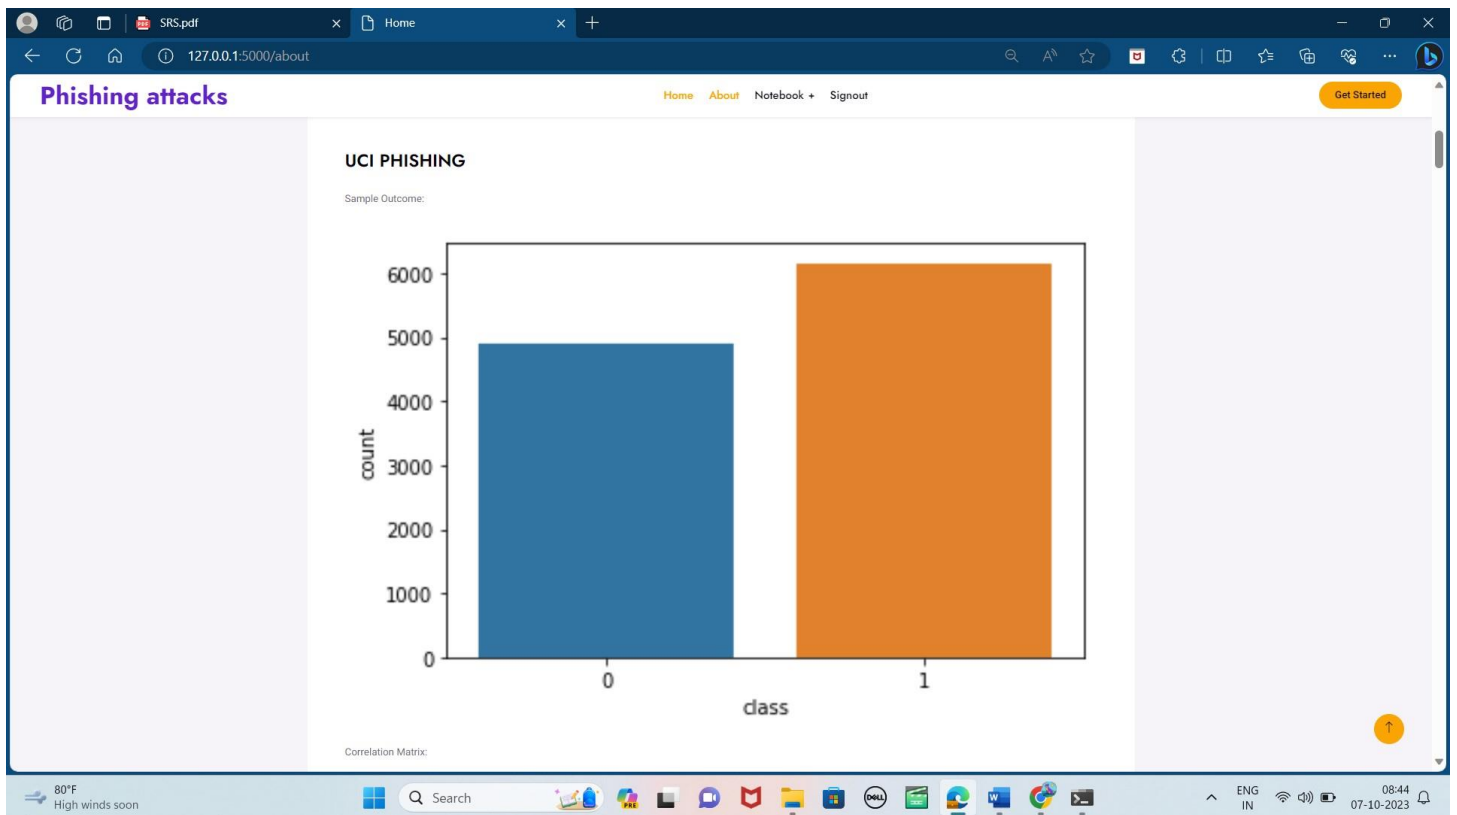 SRS.pdf
Home
127.0.0.1:5000/about
Phishing attacks
Home About Notebook + Signout
Get Started
UCI PHISHING
Sample Outcome:
6000
5000
4000
3000
2000
1000
0
count
0 1
class
Correlation Matrix:
80°F
High winds soon
Search
PRE
DELL
ENG
IN
08:44
07-10-2023